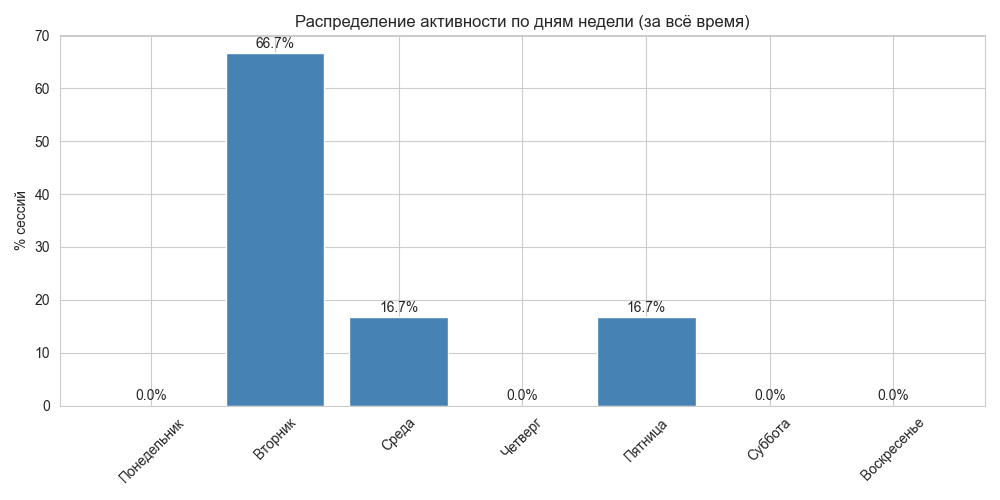 Распределение активности по дням недели (за всё время)
% сессий
70
60
50
40
30
20
10
0
0.0%
66.7%
16.7%
0.0%
16.7%
0.0%
0.0%
Понедельник
Вторник
Среда
Четверг
Пятница
Суббота
Воскресенье